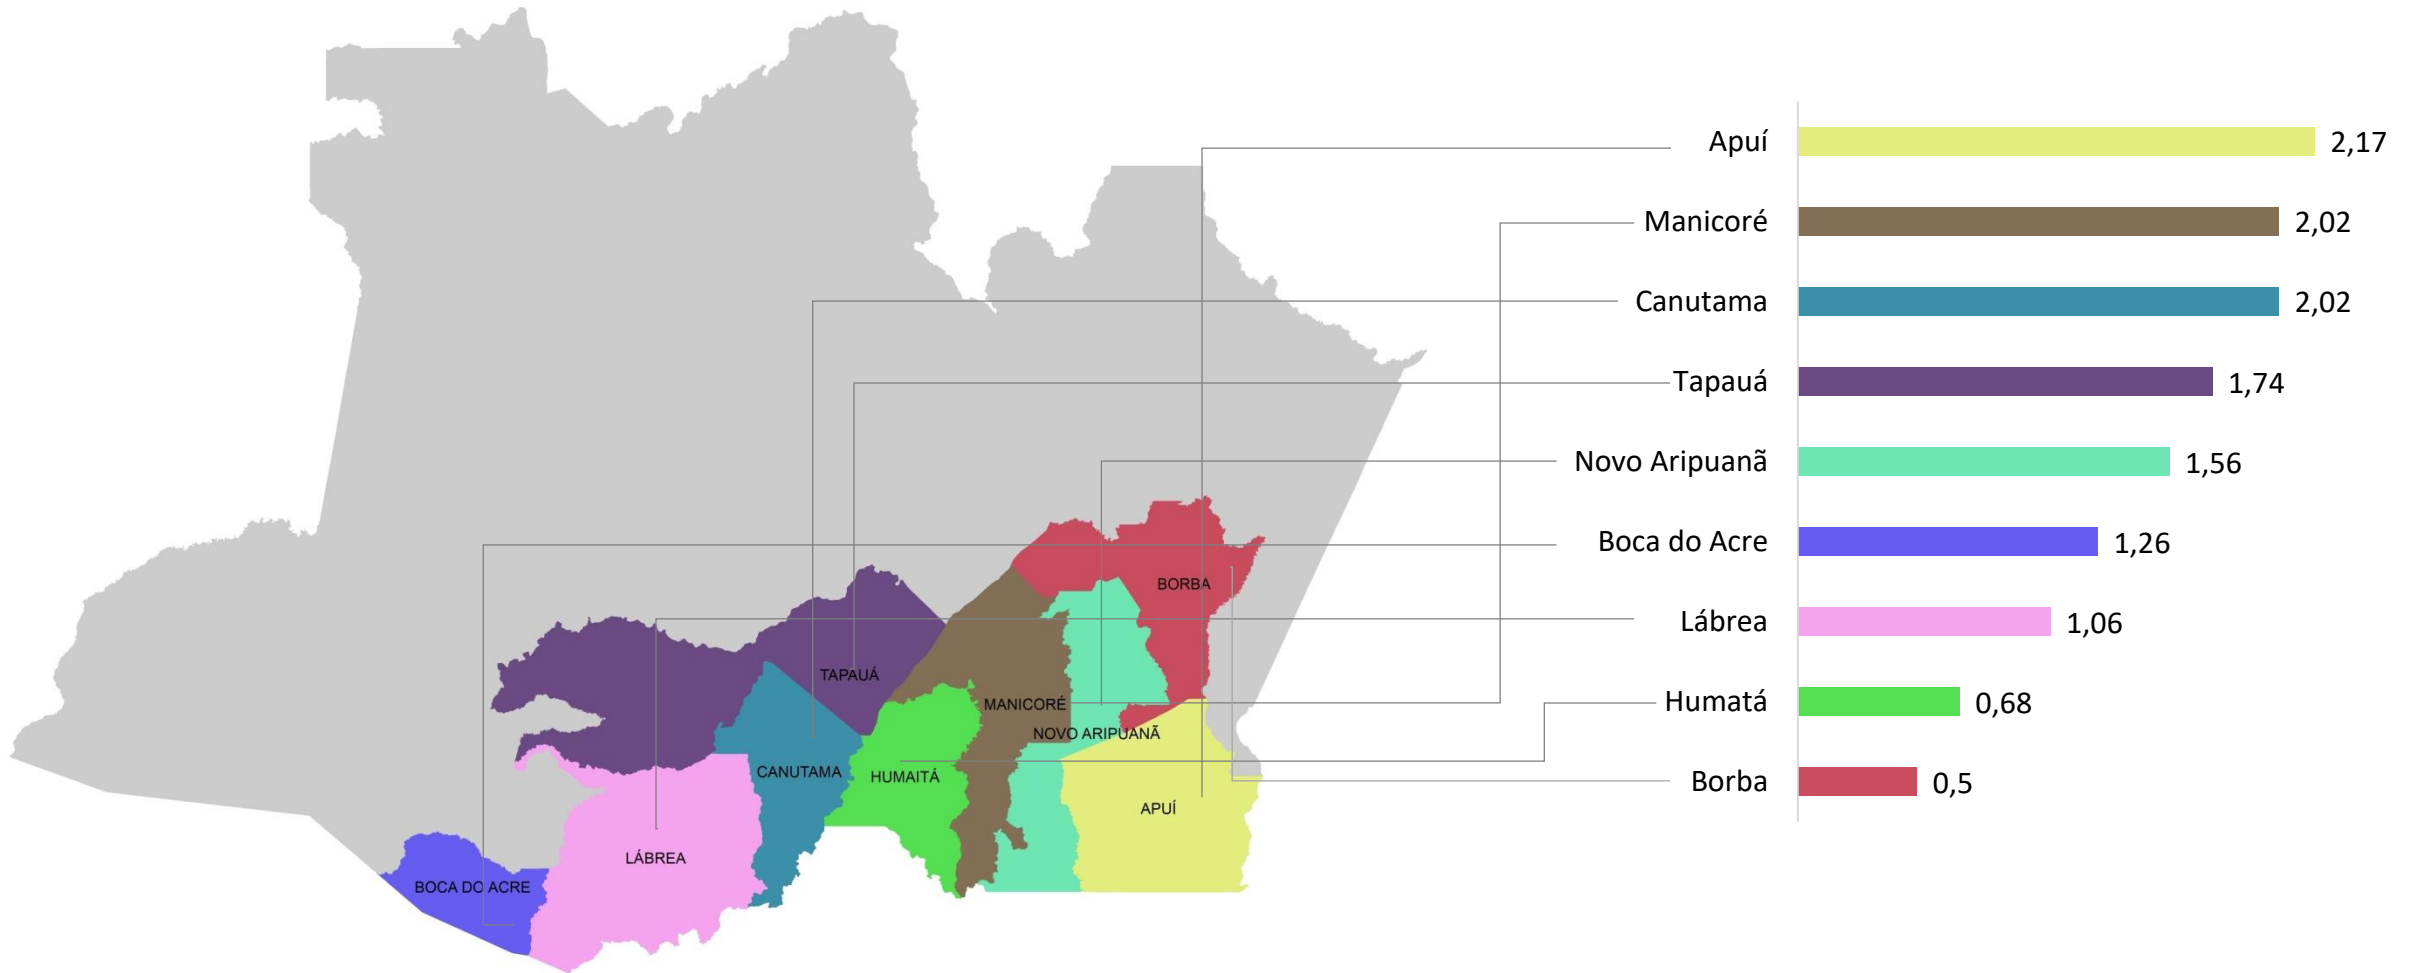 Apuí 2,17
Manicoré 2,02
Canutama 2,02
Tapauá 1,74
Novo Aripuanã 1,56
Boca do Acre 1,26
Lábrea 1,06
Humatá 0,68
Borba 0,5
BORBA
TAPAUÁ
MANICORÉ
NOVO ARIPUANÃ
CANUTAMA
HUMAITÁ
APUÍ
LÁBREA
BOCA DO ACRE